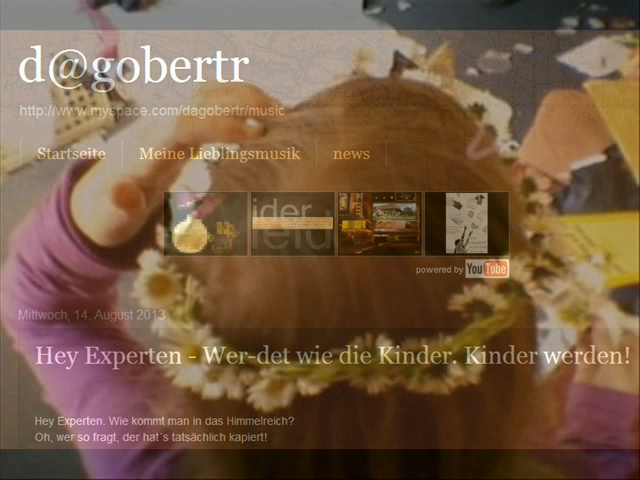 d@gobertr
http://www.myspace.com/dagobertr/music
Startseite Meine Lieblingsmusik news
ider
powered by YouTube
Mittwoch, 14. August 2013
Hey Experten - Wer-det wie die Kinder. Kinder werden!
Hey Experten. Wie kommt man in das Himmelreich?
Oh, wer so fragt, der hat´s tatsächlich kapiert!